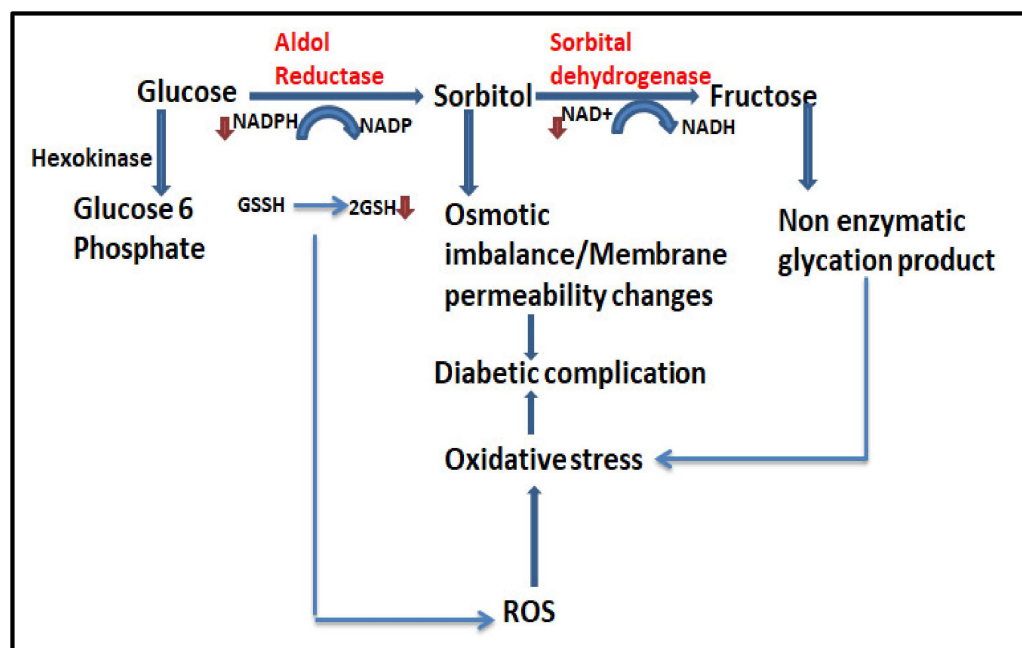 Aldol
Reductase
Sorbital
dehydrogenase
Glucose
Sorbitol
Fructose
NADPH
NADP
NAD+
NADH
Hexokinase
Glucose 6
Phosphate
GSSH
2GSH
Osmotic
imbalance/Membrane
permeability changes
Non enzymatic
glycation product
Diabetic complication
Oxidative stress
ROS